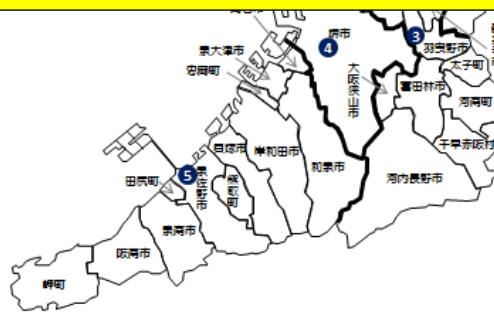 堺市
4
3
羽曳野市
太子町
泉大津市
忠岡町
大阪狭山市
富田林市
河南町
千早赤阪村
貝塚市
岸和田市
和泉市
河内長野市
5
泉佐野市
熊取町
田尻町
泉南市
阪南市
岬町